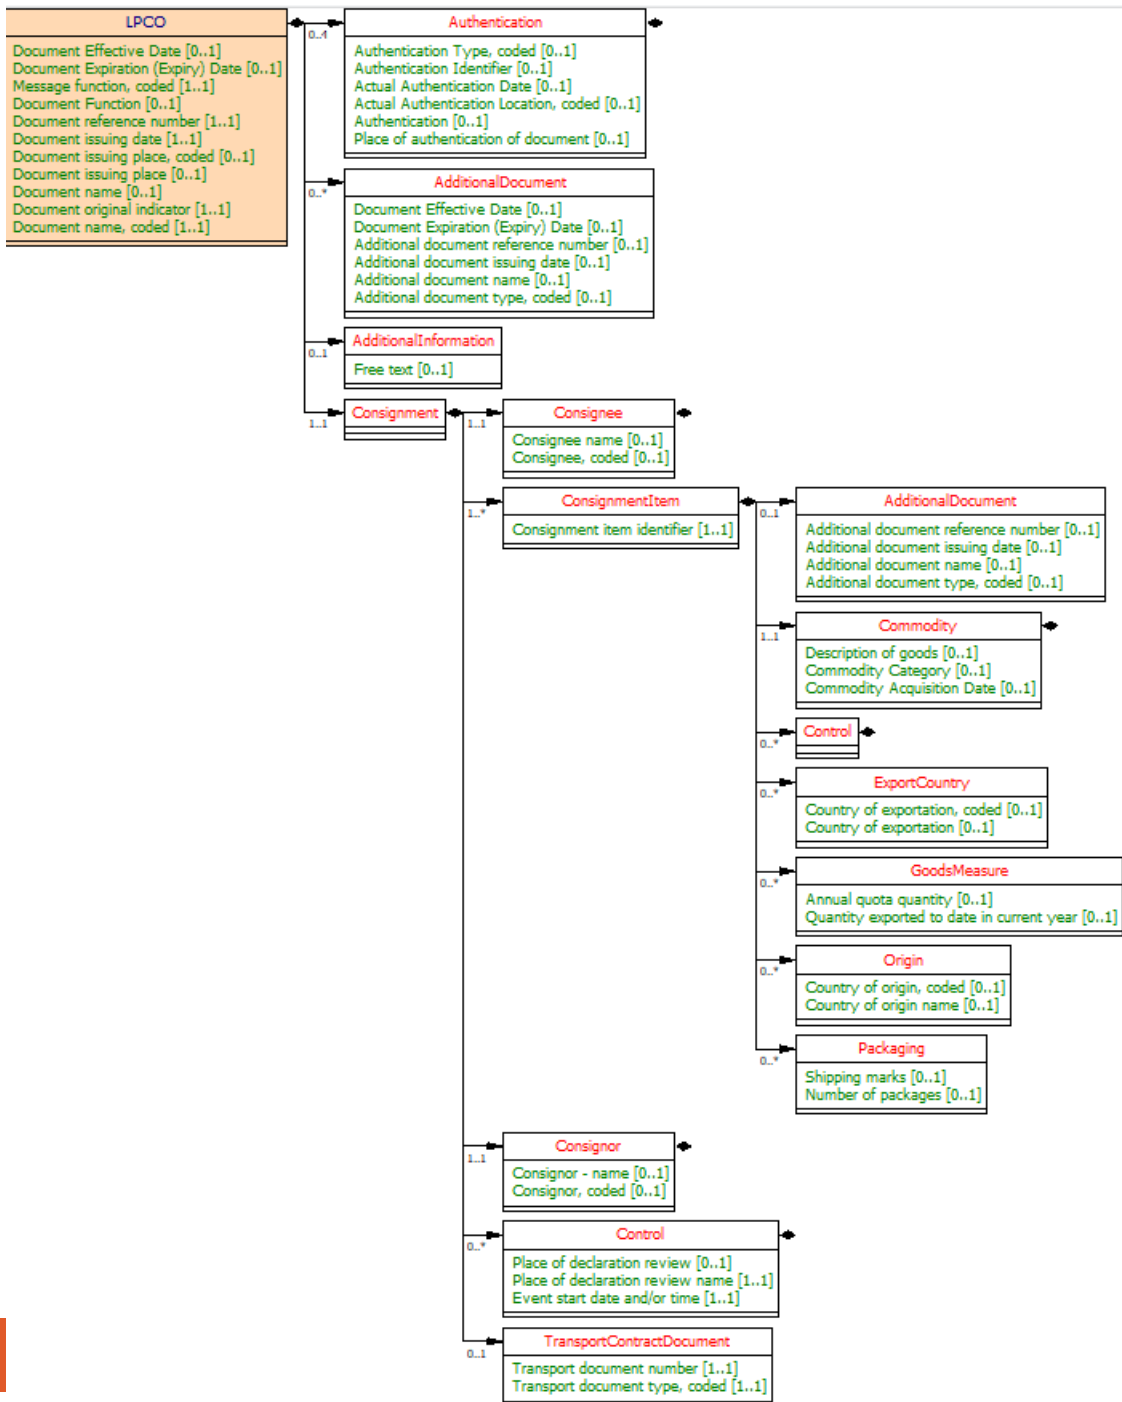 LPCO
Document Effective Date [0..1]
Document Expiration (Expiry) Date [0..1]
Message function, coded [1..1]
Document Function [0..1]
Document reference number [1..1]
Document issuing date [1..1]
Document issuing place, coded [0..1]
Document issuing place [0..1]
Document name [0..1]
Document original indicator [1..1]
Document name, coded [1..1]
0..4
Authentication
Authentication Type, coded [0..1]
Authentication Identifier [0..1]
Actual Authentication Date [0..1]
Actual Authentication Location, coded [0..1]
Authentication [0..1]
Place of authentication of document [0..1]
0..*
AdditionalDocument
Document Effective Date [0..1]
Document Expiration (Expiry) Date [0..1]
Additional document reference number [0..1]
Additional document issuing date [0..1]
Additional document name [0..1]
Additional document type, coded [0..1]
0..1
AdditionalInformation
Free text [0..1]
1..1
Consignment
1..1
Consignee
Consignee name [0..1]
Consignee, coded [0..1]
1..*
ConsignmentItem
Consignment item identifier [1..1]
0..1
AdditionalDocument
Additional document reference number [0..1]
Additional document issuing date [0..1]
Additional document name [0..1]
Additional document type, coded [0..1]
1..1
Commodity
Description of goods [0..1]
Commodity Category [0..1]
Commodity Acquisition Date [0..1]
0..*
Control
0..*
ExportCountry
Country of exportation, coded [0..1]
Country of exportation [0..1]
0..*
GoodsMeasure
Annual quota quantity [0..1]
Quantity exported to date in current year [0..1]
0..*
Origin
Country of origin, coded [0..1]
Country of origin name [0..1]
0..*
Packaging
Shipping marks [0..1]
Number of packages [0..1]
1..1
Consignor
Consignor - name [0..1]
Consignor, coded [0..1]
0..*
Control
Place of declaration review [0..1]
Place of declaration review name [1..1]
Event start date and/or time [1..1]
0..1
TransportContractDocument
Transport document number [1..1]
Transport document type, coded [1..1]